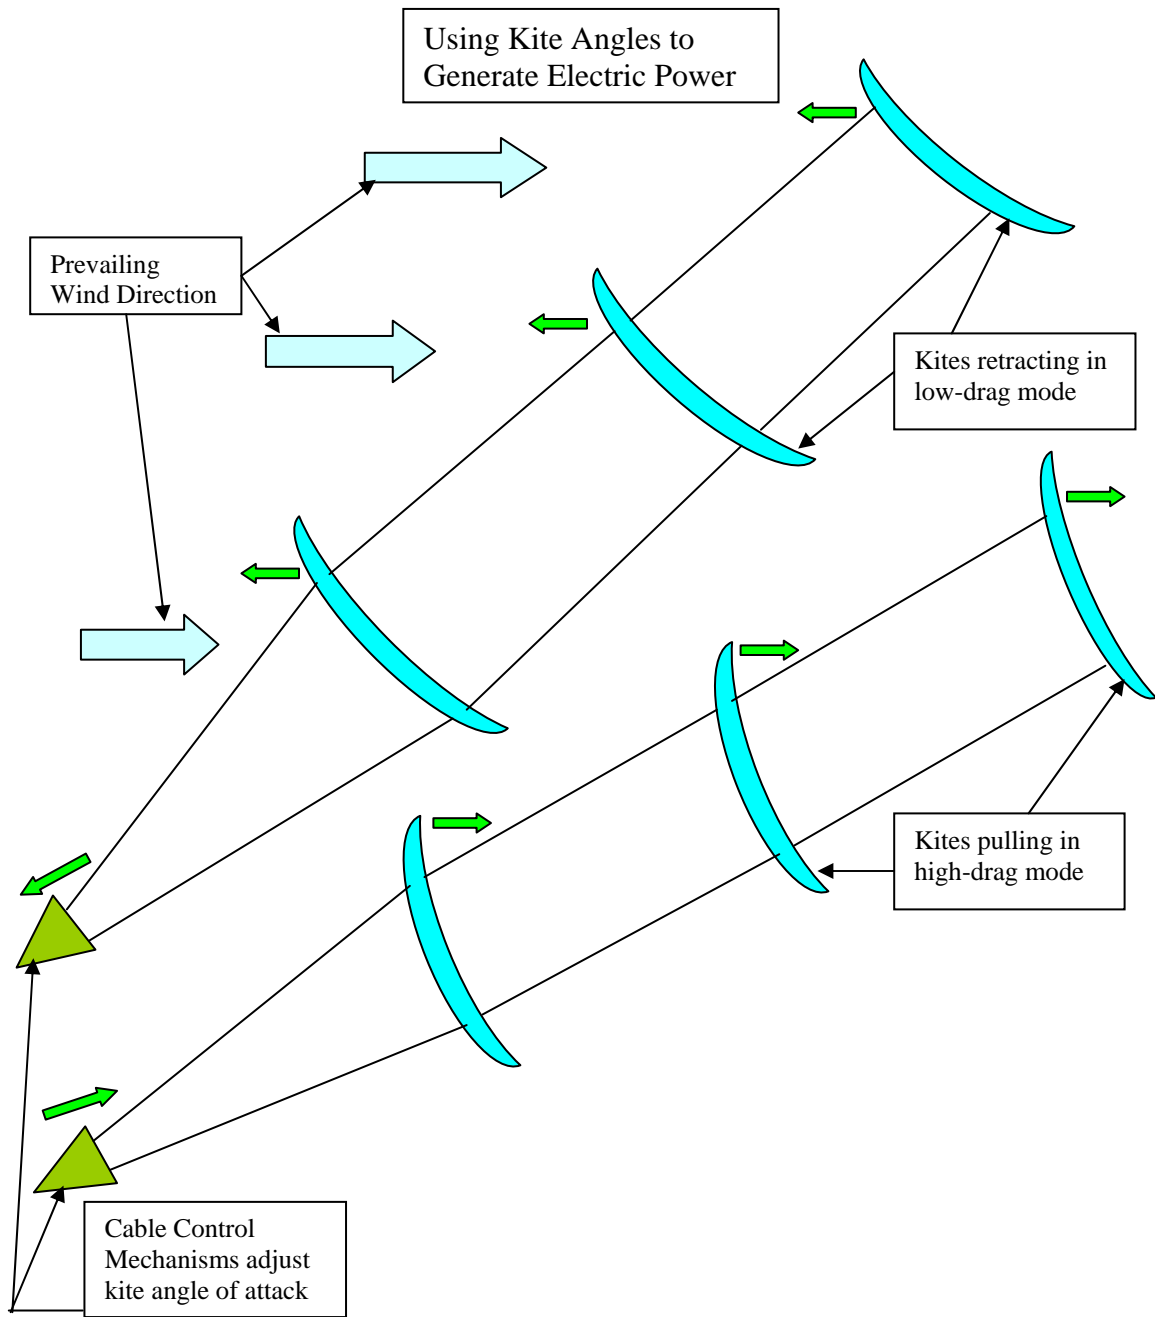 Using Kite Angles to
Generate Electric Power
Prevailing
Wind Direction
Kites retracting in
low-drag mode
Kites pulling in
high-drag mode
Cable Control
Mechanisms adjust
kite angle of attack